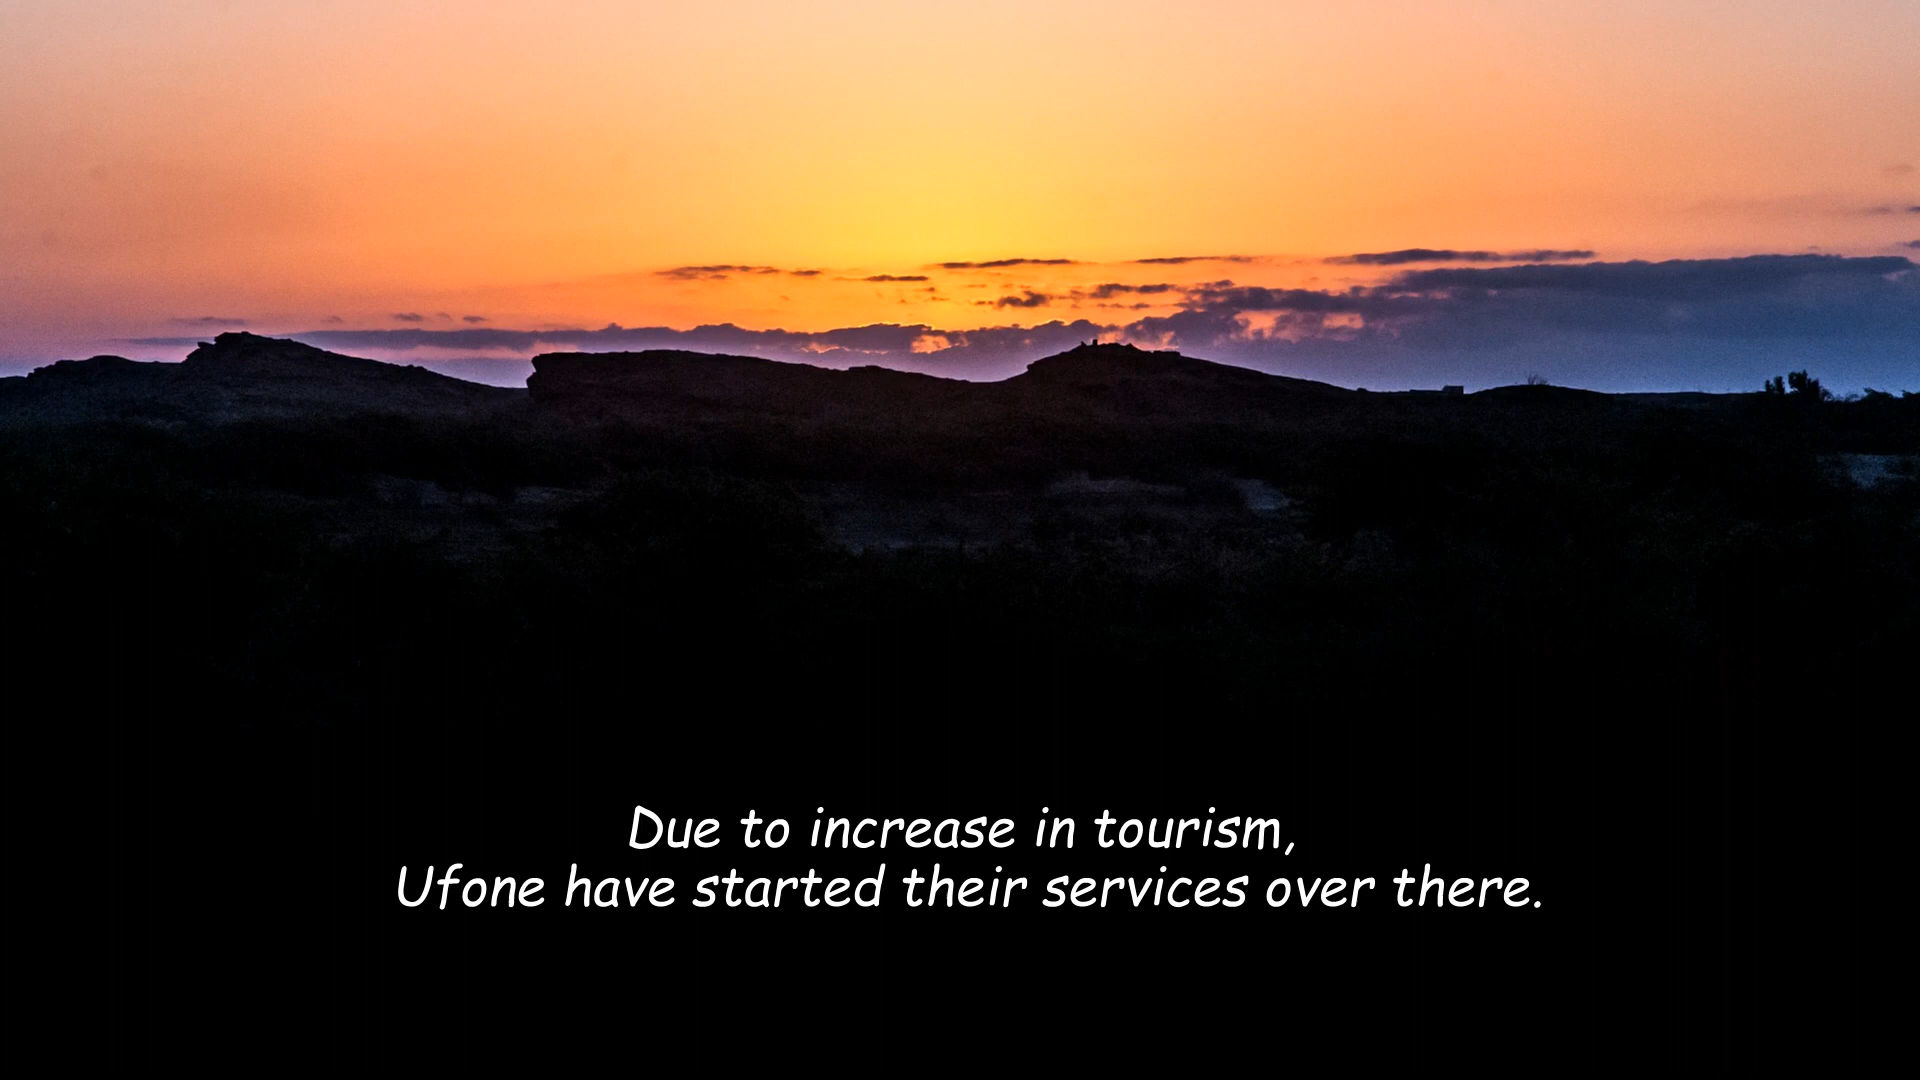 Due to increase in tourism,
Ufone have started their services over there.